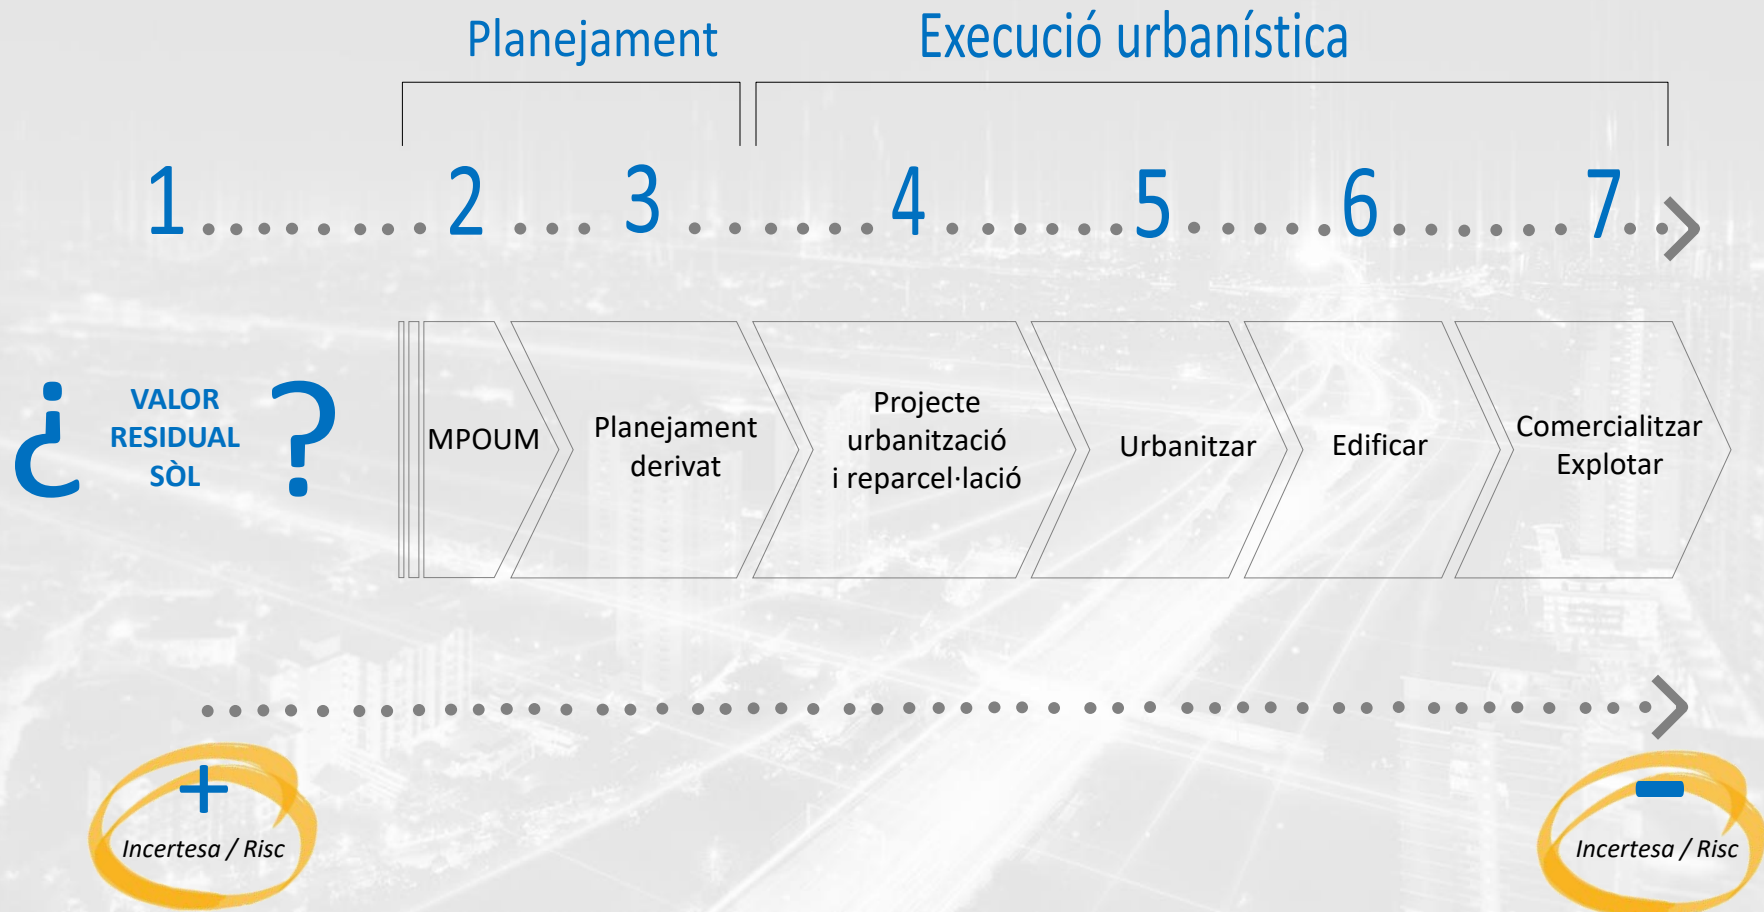 Planejament
Execució urbanística
1
2
3
4
5
6
7
¿
VALOR
RESIDUAL
SÒL
?
MPOUM
Planejament
derivat
Projecte
urbanització
i reparcel·lació
Urbanitzar
Edificar
Comercialitzar
Explotar
+
Incertesa / Risc
-
Incertesa / Risc